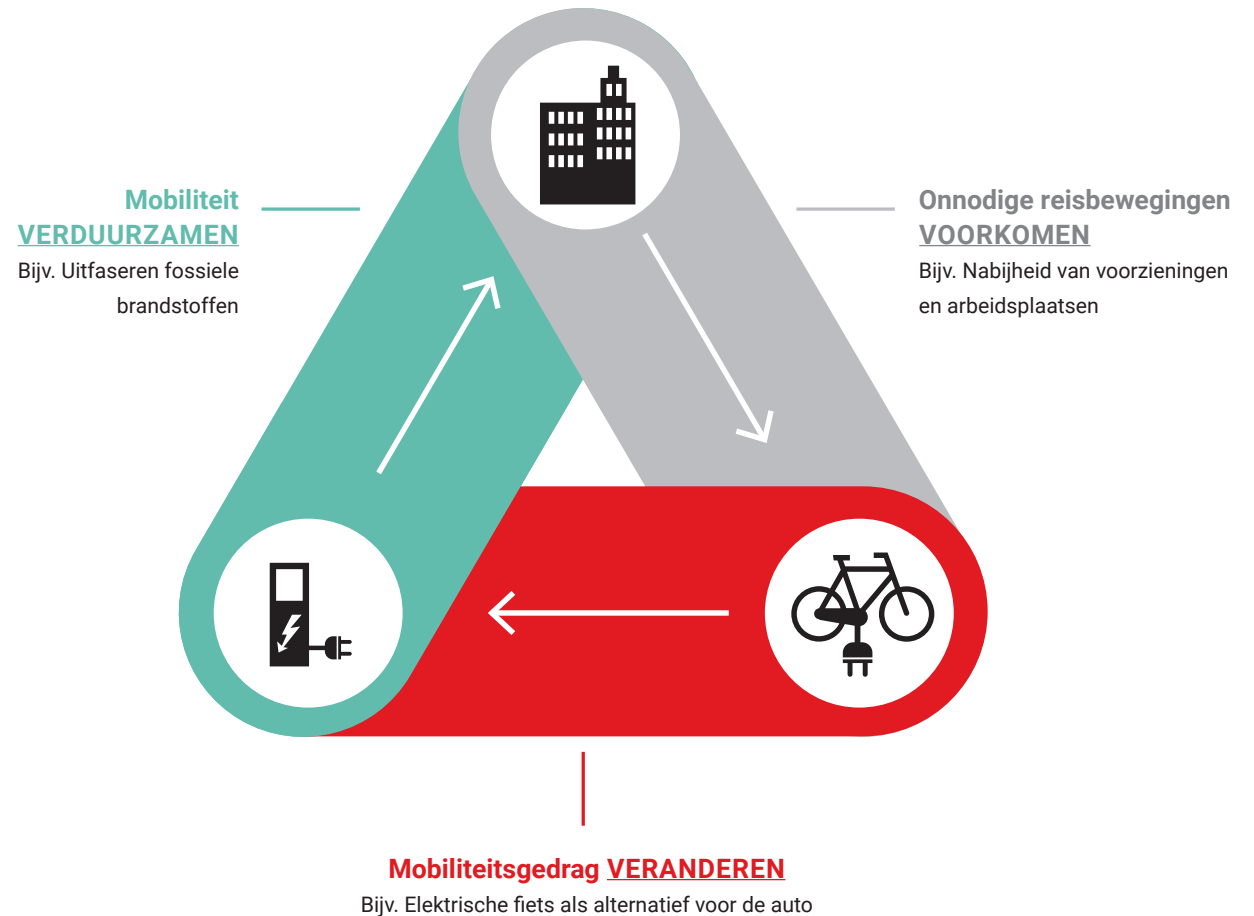 Mobiliteit
VERDUURZAMEN
Bijv. Uitfaseren fossiele
brandstoffen
Onnodige reisbewegingen
VOORKOMEN
Bijv. Nabijheid van voorzieningen
en arbeidsplaatsen
Mobiliteitsgedrag VERANDEREN
Bijv. Elektrische fiets als alternatief voor de auto